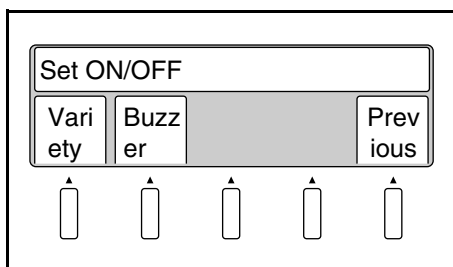 Set ON/OFF
Vari
ety
Buzz
er
Prev
ious